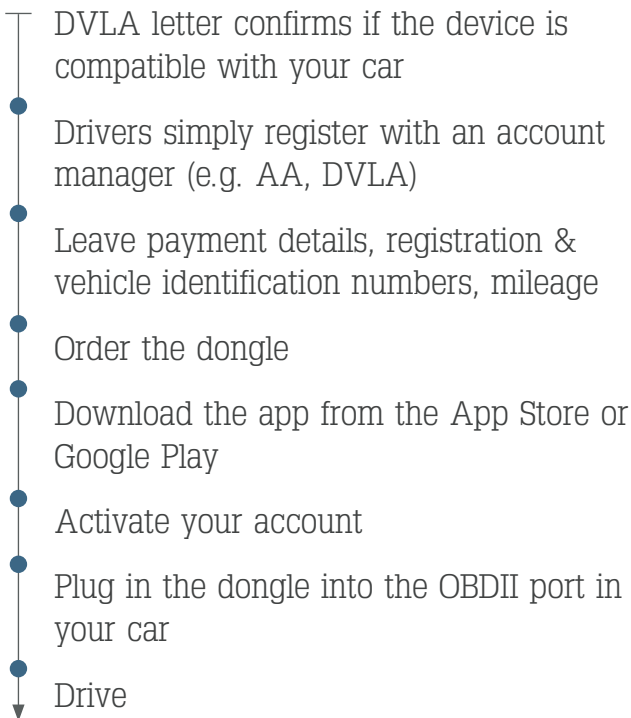 DVLA letter confirms if the device is
compatible with your car
Drivers simply register with an account
manager (e.g. AA, DVLA)
Leave payment details, registration &
vehicle identification numbers, mileage
Order the dongle
Download the app from the App Store or
Google Play
Activate your account
Plug in the dongle into the OBDII port in
your car
Drive